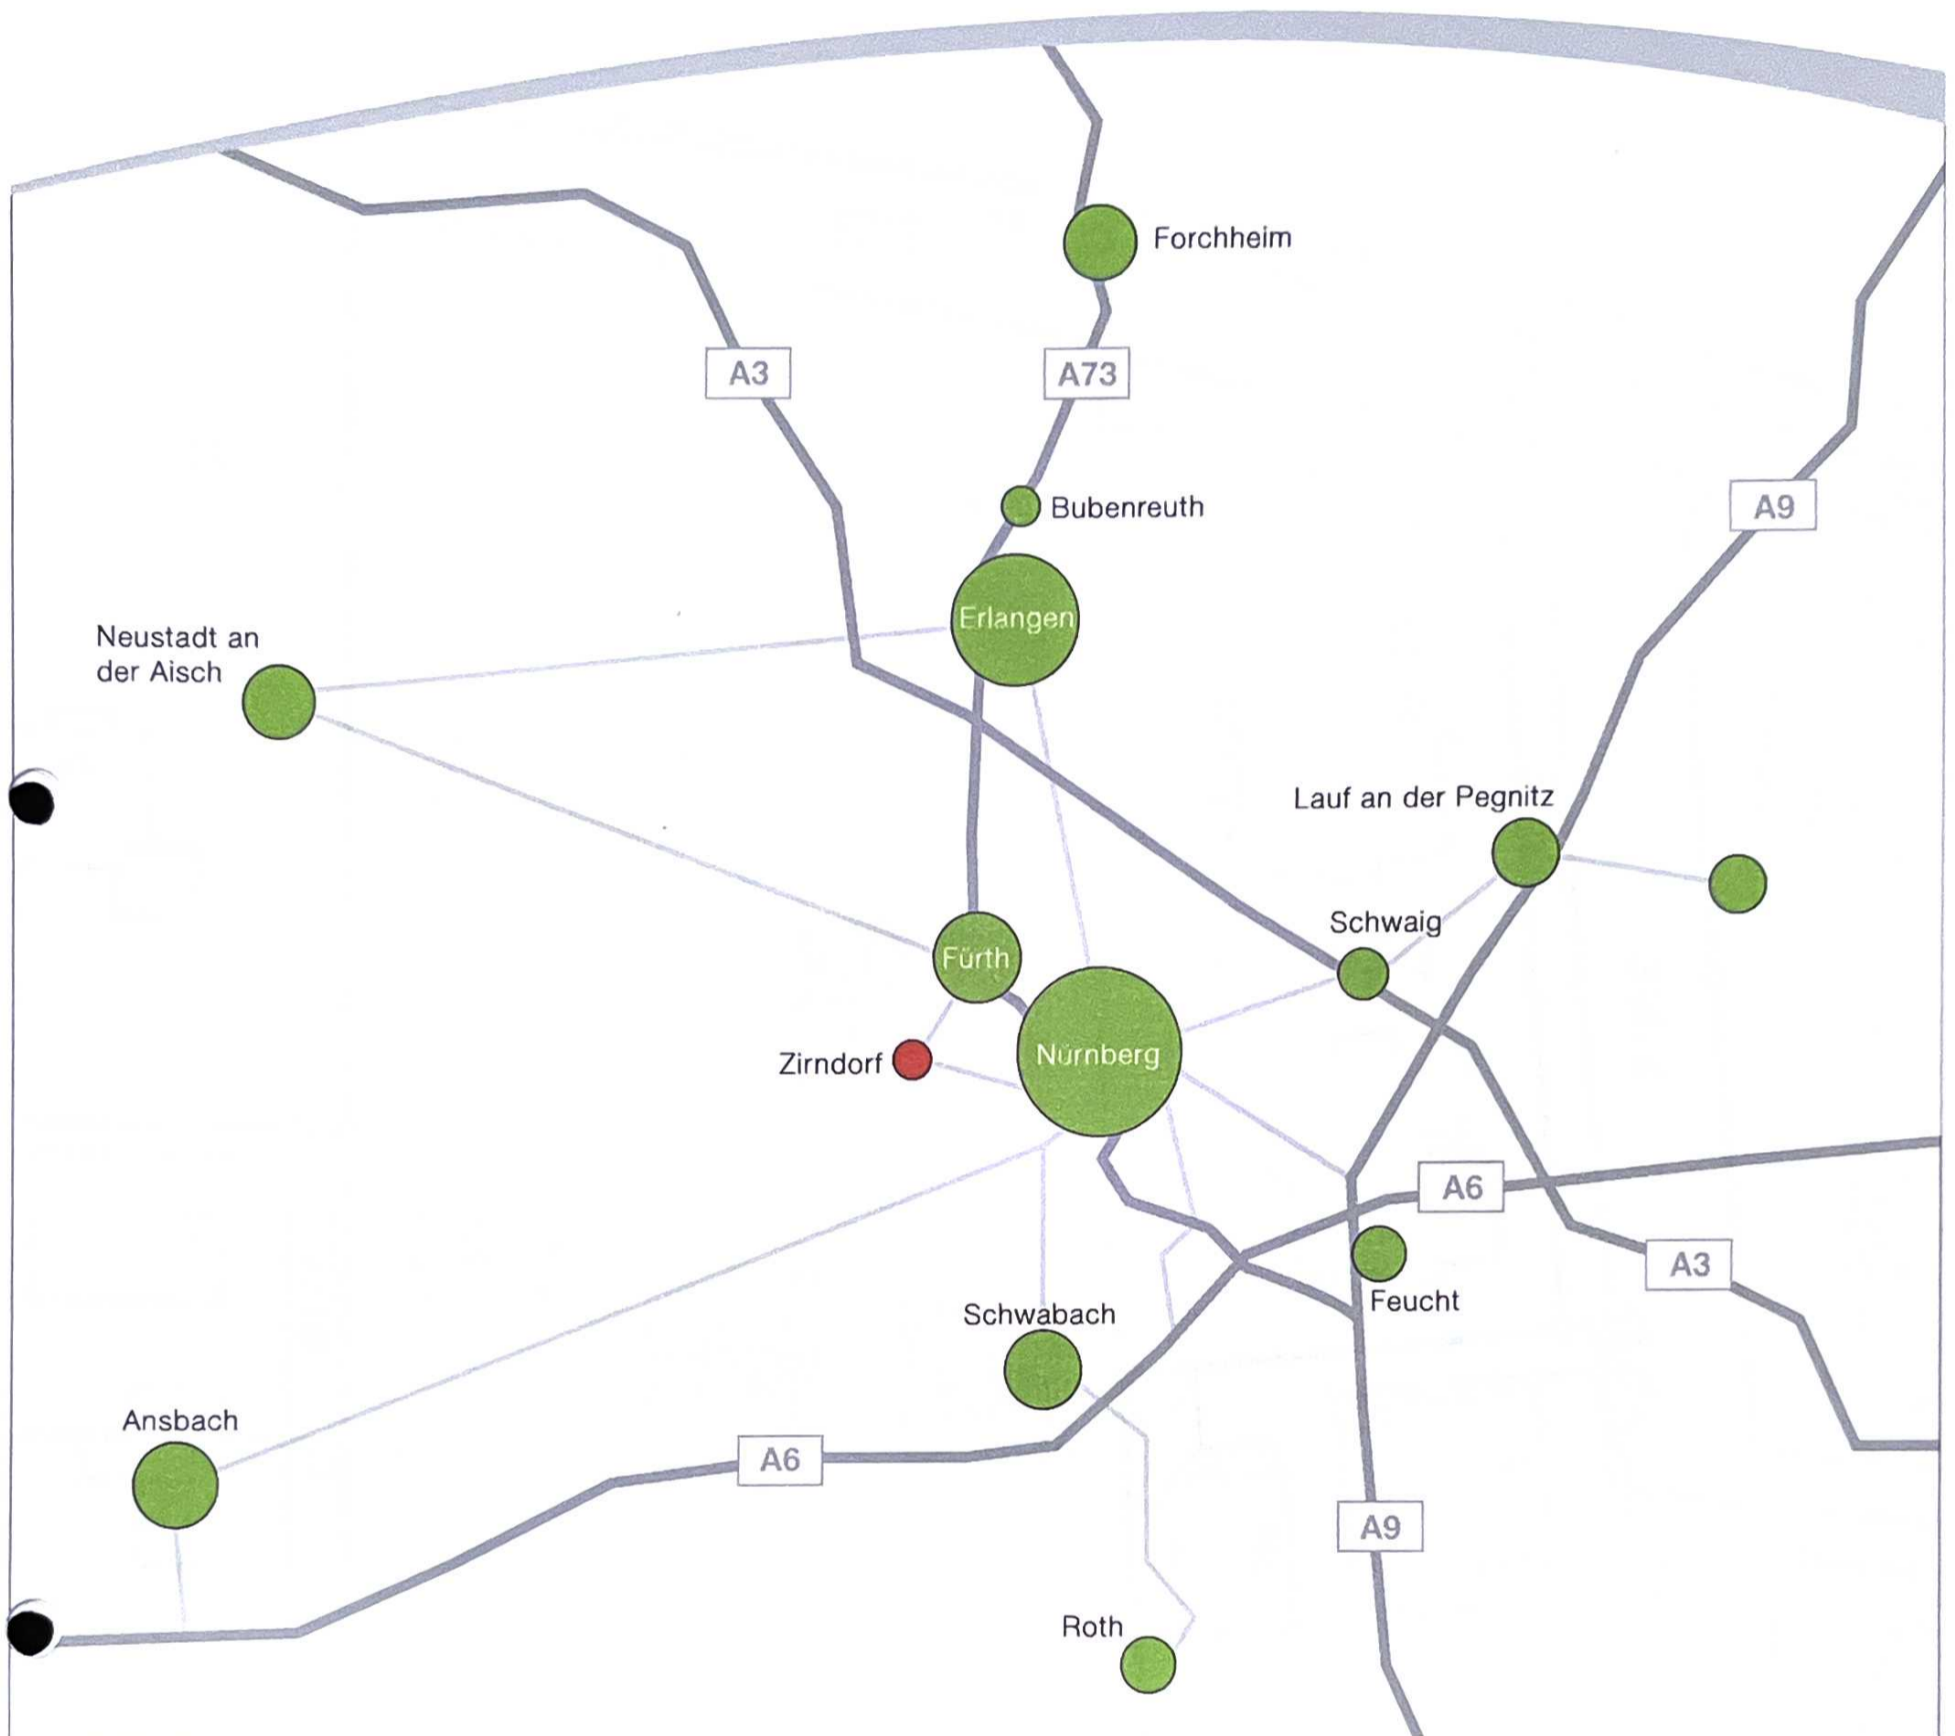 Forchheim
A3
A73
Bubenreuth
A9
Erlangen
Neustadt an
der Aisch
Lauf an der Pegnitz
Schwaig
Fürth
Nürnberg
Zirndorf
A6
A3
Feucht
Schwabach
Ansbach
A6
A9
Roth